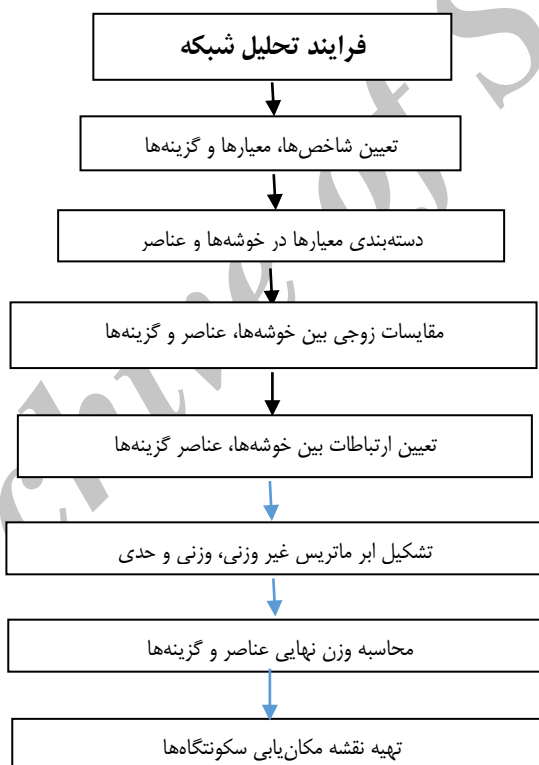 فرایند تحلیل شبکه
تعیین شاخص‌ها، معیارها و گزینه‌ها
دسته‌بندی معیارها در خوشه‌ها و عناصر
مقایسات زوجی بین خوشه‌ها، عناصر و گزینه‌ها
تعیین ارتباطات بین خوشه‌ها، عناصر گزینه‌ها
تشکیل ابر ماتریس غیر وزنی، وزنی و حدی
محاسبه وزن نهایی عناصر و گزینه‌ها
تهیه نقشه مکان‌یابی سکونتگاه‌ها